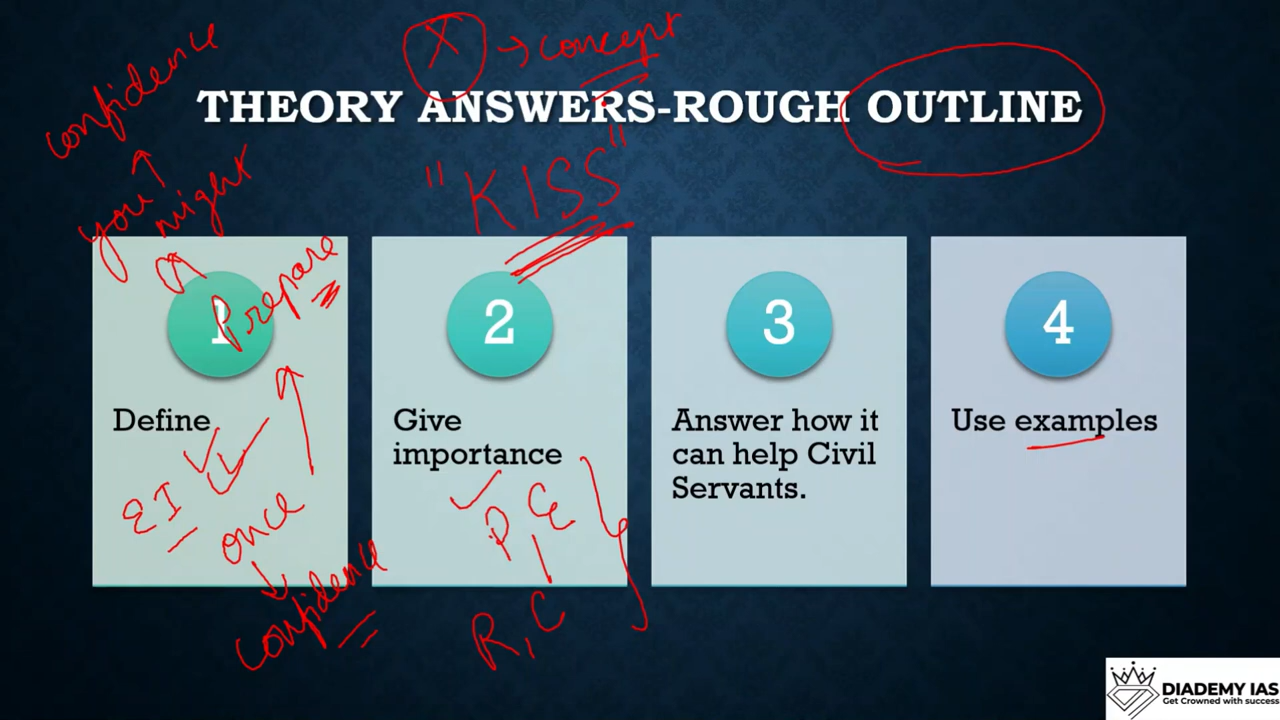 X → concept
confidence
THEORY ANSWERS-ROUGH OUTLINE
"KISS"
you might
Prepare
1
2
3
4
Define
Give
importance
Answer how it
can help Civil
Servants.
Use examples
EI
once
confidence
P
R, C
DIADEMY IAS
Get Crowned with success